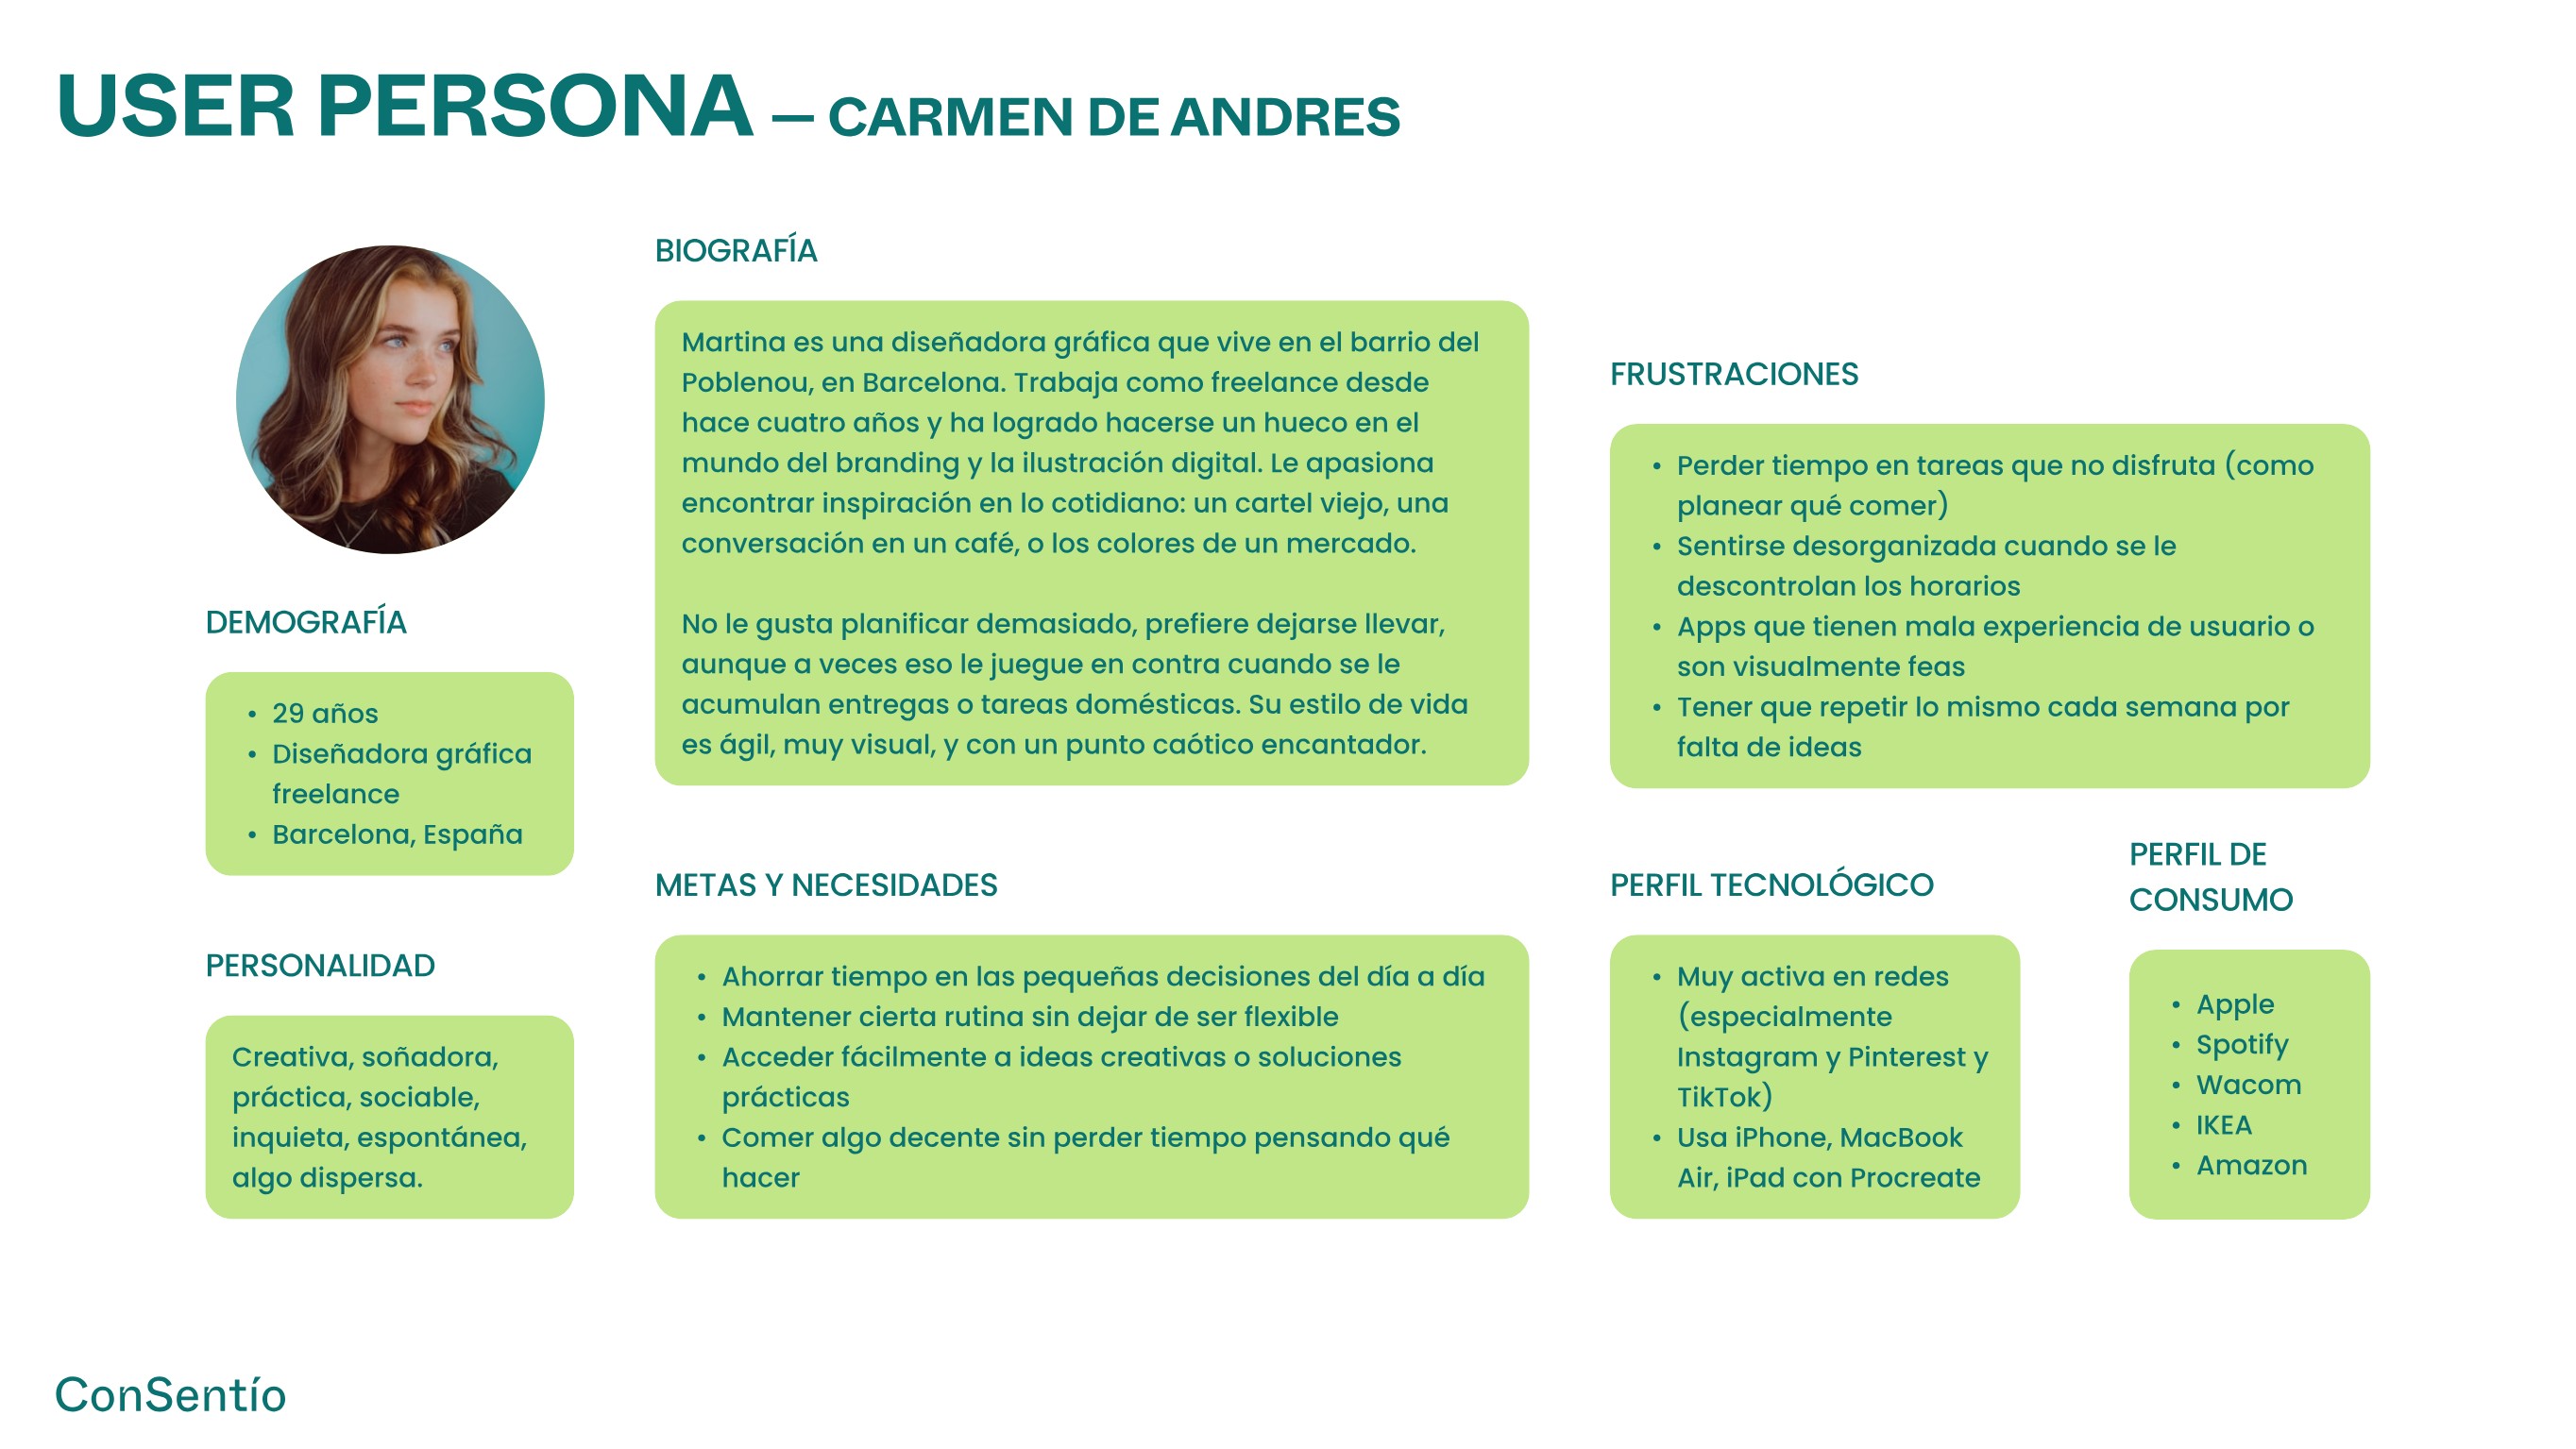 USER PERSONA – CARMEN DE ANDRES
DEMOGRAFÍA
• 29 años
• Diseñadora gráfica
freelance
• Barcelona, España
PERSONALIDAD
Creativa, soñadora,
práctica, sociable,
inquieta, espontánea,
algo dispersa.
BIOGRAFÍA
Martina es una diseñadora gráfica que vive en el barrio del
Poblenou, en Barcelona. Trabaja como freelance desde
hace cuatro años y ha logrado hacerse un hueco en el
mundo del branding y la ilustración digital. Le apasiona
encontrar inspiración en lo cotidiano: un cartel viejo, una
conversación en un café, o los colores de un mercado.
No le gusta planificar demasiado, prefiere dejarse llevar,
aunque a veces eso le juegue en contra cuando se le
acumulan entregas o tareas domésticas. Su estilo de vida
es ágil, muy visual, y con un punto caótico encantador.
METAS Y NECESIDADES
• Ahorrar tiempo en las pequeñas decisiones del día a día
• Mantener cierta rutina sin dejar de ser flexible
• Acceder fácilmente a ideas creativas o soluciones
prácticas
• Comer algo decente sin perder tiempo pensando qué
hacer
FRUSTRACIONES
• Perder tiempo en tareas que no disfruta (como
planear qué comer)
• Sentirse desorganizada cuando se le
descontrolan los horarios
• Apps que tienen mala experiencia de usuario o
son visualmente feas
• Tener que repetir lo mismo cada semana por
falta de ideas
PERFIL TECNOLÓGICO
• Muy activa en redes
(especialmente
Instagram y Pinterest y
TikTok)
• Usa iPhone, MacBook
Air, iPad con Procreate
PERFIL DE
CONSUMO
• Apple
• Spotify
• Wacom
• IKEA
• Amazon
ConSentío